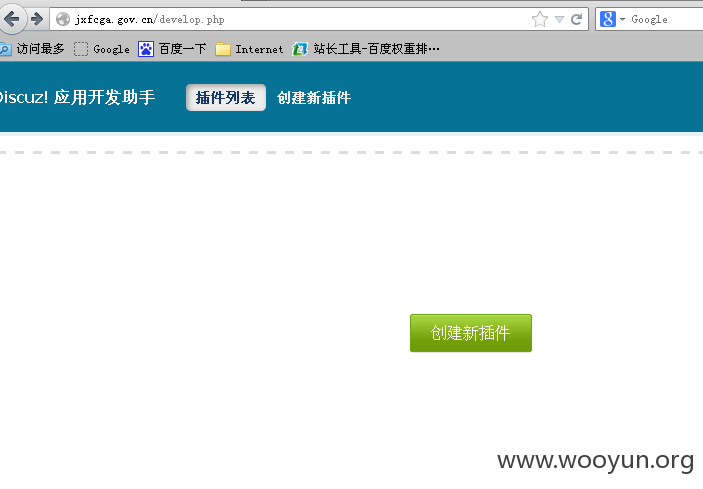 jxfcga.gov.cn/develop.php
Google
访问最多 Google 百度一下 Internet 站长工具-百度权重排…
Discuz! 应用开发助手 插件列表 创建新插件
创建新插件
www.wooyun.org